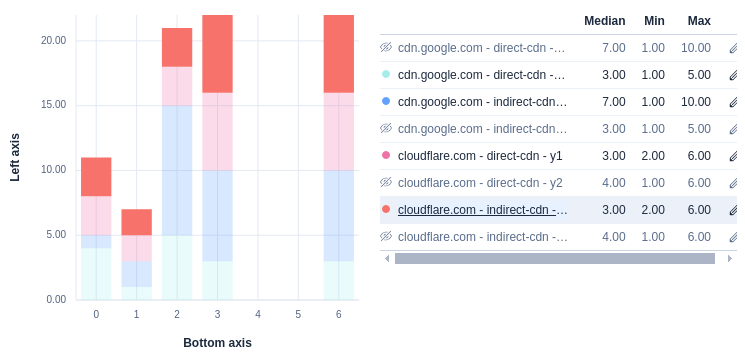 Median Min Max
20.00
15.00
10.00
5.00
0.00
Left axis
0 1 2 3 4 5 6
Bottom axis
cdn.google.com - direct-cdn -... 7.00 1.00 10.00
cdn.google.com - direct-cdn -... 3.00 1.00 5.00
cdn.google.com - indirect-cdn... 7.00 1.00 10.00
cdn.google.com - indirect-cdn... 3.00 1.00 5.00
cloudflare.com - direct-cdn - y1 3.00 2.00 6.00
cloudflare.com - direct-cdn - y2 4.00 1.00 6.00
cloudflare.com - indirect-cdn -... 3.00 2.00 6.00
cloudflare.com - indirect-cdn -... 4.00 1.00 6.00